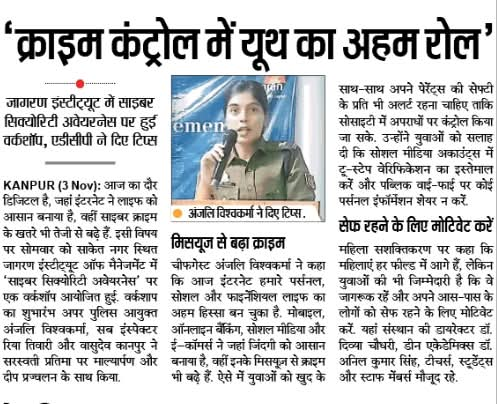 ‘क्राइम कंट्रोल में यूथ का अहम रोल’
जागरण इंस्टीट्यूट में साइबर
सिक्योरिटी अवेयरनेस पर हुई
वर्कशॉप, एडीसीपी ने दिए टिप्स
KANPUR (3 Nov): आज का दौर
डिजिटल है, जहां इंटरनेट ने लाइफ को
आसान बनाया है, वहीं साइबर क्राइम
के खतरे भी तेजी से बढ़े हैं. इसी विषय
पर सोमवार को साकेत नगर स्थित
जागरण इंस्टीट्यूट ऑफ मैनेजमेंट में
‘साइबर सिक्योरिटी अवेयरनेस’ पर
एक वर्कशॉप आयोजित हुई. वर्कशाप
का शुभारंभ अपर पुलिस आयुक्त
अंजलि विश्वकर्मा, सब इंस्पेक्टर
रिया तिवारी और वासुदेव कानपुर ने
सरस्वती प्रतिमा पर माल्यार्पण और
दीप प्रज्वलन के साथ किया.
emen
अंजलि विश्वकर्मा ने दिए टिप्स.
मिसयूज से बढ़ा क्राइम
चीफगेस्ट अंजलि विश्वकर्मा ने कहा
कि आज इंटरनेट हमारे पर्सनल,
सोशल और फाइनेंशियल लाइफ का
अहम हिस्सा बन चुका है. मोबाइल,
ऑनलाइन बैंकिंग, सोशल मीडिया और
ई-कॉमर्स ने जहां जिंदगी को आसान
बनाया है, वहीं इनके मिसयूज से क्राइम
भी बढ़े हैं. ऐसे में युवाओं को खुद के
साथ-साथ अपने पेरेंट्स की सेफ्टी
के प्रति भी अलर्ट रहना चाहिए ताकि
सोसाइटी में अपराधों पर कंट्रोल किया
जा सके. उन्होंने युवाओं को सलाह
दी कि सोशल मीडिया अकाउंट्स में
टू-स्टेप वेरिफिकेशन का इस्तेमाल
करें और पब्लिक वाई-फाई पर कोई
पर्सनल इंफॉर्मेशन शेयर न करें.
सेफ रहने के लिए मोटिवेट करें
महिला सशक्तिकरण पर कहा कि
महिलाएं हर फील्ड में आगे हैं, लेकिन
युवाओं की भी जिम्मेदारी है कि वे
जागरूक रहें और अपने आस-पास के
लोगों को सेफ रहने के लिए मोटिवेट
करें. यहां संस्थान की डायरेक्टर डॉ.
दिव्या चौधरी, डीन एकेडेमिक्स डॉ.
अनिल कुमार सिंह, टीचर्स, स्टूडेंट्स
और स्टाफ मेंबर्स मौजूद रहे.